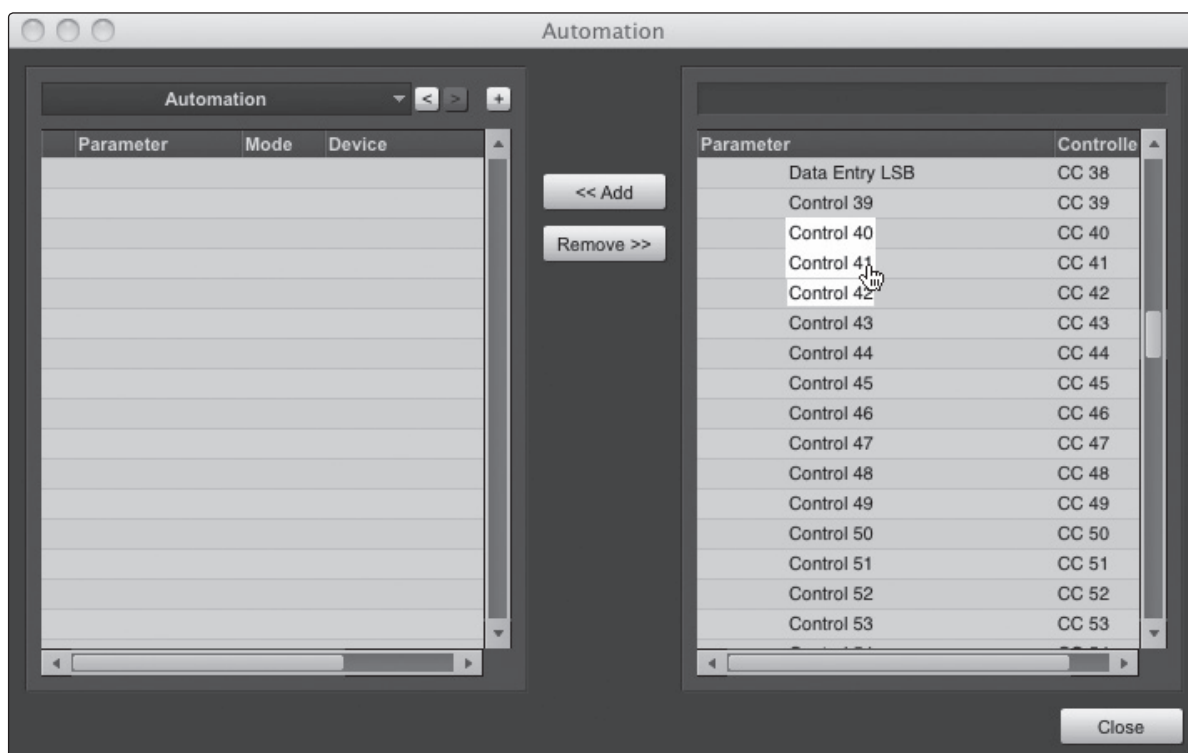 Automation
Automation < > +
Parameter Mode Device
<< Add
Remove >>
Parameter Controlle
Data Entry LSB CC 38
Control 39 CC 39
Control 40 CC 40
Control 41 CC 41
Control 42 CC 42
Control 43 CC 43
Control 44 CC 44
Control 45 CC 45
Control 46 CC 46
Control 47 CC 47
Control 48 CC 48
Control 49 CC 49
Control 50 CC 50
Control 51 CC 51
Control 52 CC 52
Control 53 CC 53
Close